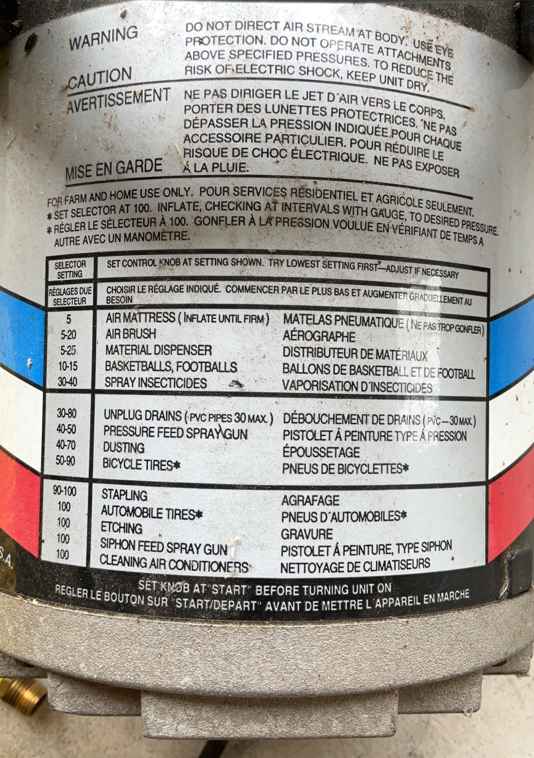 WARNING
DO NOT DIRECT AIR STREAM AT BODY. USE EYE
PROTECTION. DO NOT OPERATE ATTACHMENTS
ABOVE SPECIFIED PRESSURES. TO REDUCE THE
CAUTION
RISK OF ELECTRIC SHOCK, KEEP UNIT DRY.
AVERTISSEMENT
NE PAS DIRIGER LE JET D'AIR VERS LE CORPS.
PORTER DES LUNETTES PROTECTRICES. NE PAS
DÉPASSER LA PRESSION INDIQUÉE POUR CHAQUE
ACCESSOIRE PARTICULIER. POUR RÉDUIRE LE
RISQUE DE CHOC ÉLECTRIQUE. NE PAS EXPOSER
MISE EN GARDE
À LA PLUIE.
FOR FARM AND HOME USE ONLY. POUR SERVICES RÉSIDENTIEL ET AGRICOLE SEULEMENT.
* SET SELECTOR AT 100. INFLATE, CHECKING AT INTERVALS WITH GAUGE, TO DESIRED PRESSURE.
* RÉGLER LE SÉLECTEUR À 100. GONFLER À LA PRESSION VOULUE EN VÉRIFIANT DE TEMPS A
AUTRE AVEC UN MANOMÈTRE.
SELECTOR SETTING SET CONTROL KNOB AT SETTING SHOWN. TRY LOWEST SETTING FIRST—ADJUST IF NECESSARY
RÉGLAGES DUE SELECTEUR CHOISIR LE RÉGLAGE INDIQUÉ. COMMENCER PAR LE PLUS BAS ET AUGMENTER GRADUELLEMENT AU
BESOIN
5 AIR MATTRESS (INFLATE UNTIL FIRM) MATELAS PNEUMATIQUE (NE PAS TROP GONFLER)
5-20 AIR BRUSH AÉROGRAPHE
5-25 MATERIAL DISPENSER DISTRIBUTEUR DE MATÉRIAUX
10-15 BASKETBALLS, FOOTBALLS BALLONS DE BASKETBALL ET DE FOOTBALL
30-40 SPRAY INSECTICIDES VAPORISATION D'INSECTICIDES
30-80 UNPLUG DRAINS (PVC PIPES 30 MAX.) DÉBOUCHEMENT DE DRAINS (PVC—30 MAX.)
40-50 PRESSURE FEED SPRAY GUN PISTOLET À PEINTURE TYPE À PRESSION
40-70 DUSTING ÉPOUSSETAGE
50-90 BICYCLE TIRES* PNEUS DE BICYCLETTES*
90-100 STAPLING AGRAFAGE
100 AUTOMOBILE TIRES* PNEUS D'AUTOMOBILES*
100 ETCHING GRAVURE
100 SIPHON FEED SPRAY GUN PISTOLET À PEINTURE, TYPE SIPHON
100 CLEANING AIR CONDITIONERS NETTOYAGE DE CLIMATISEURS
S.A.
SET KNOB AT "START" BEFORE TURNING UNIT ON
REGLER LE BOUTON SUR "START/DEPART" AVANT DE METTRE L'APPAREIL EN MARCHE